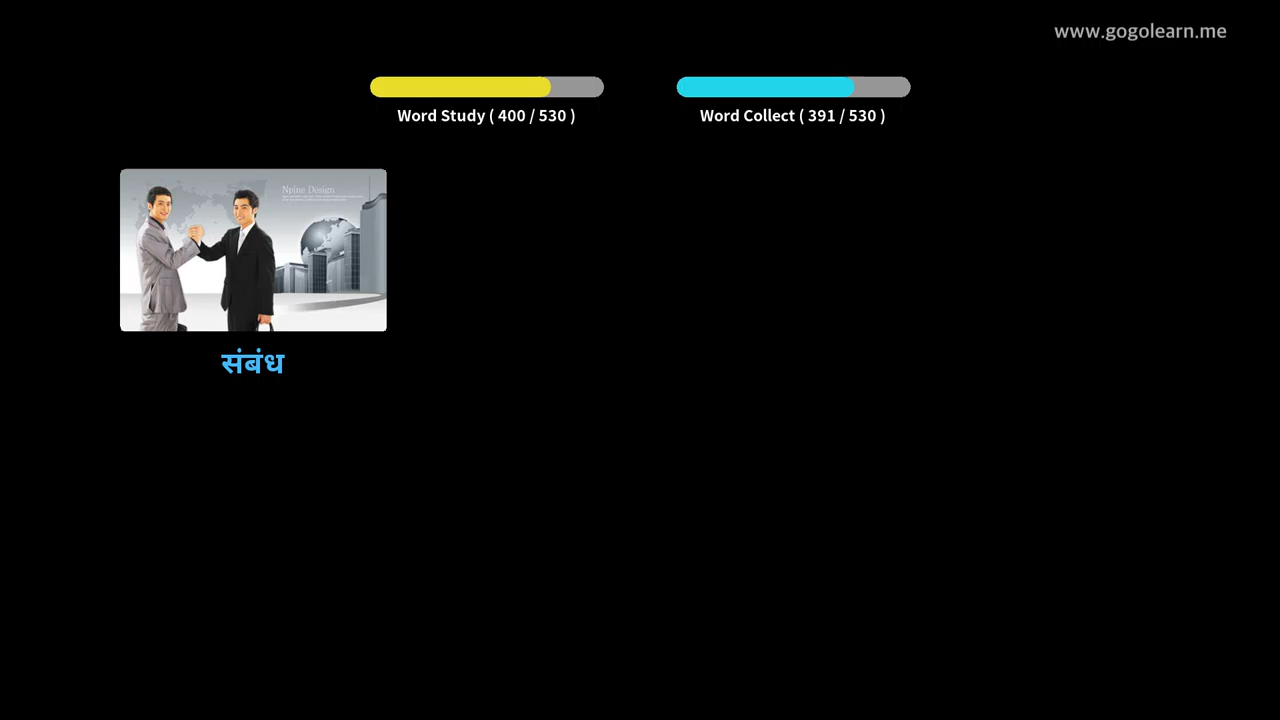 www.gogolearn.me
Word Study ( 400 / 530 )
Word Collect ( 391 / 530 )
Npine Design
संबंध